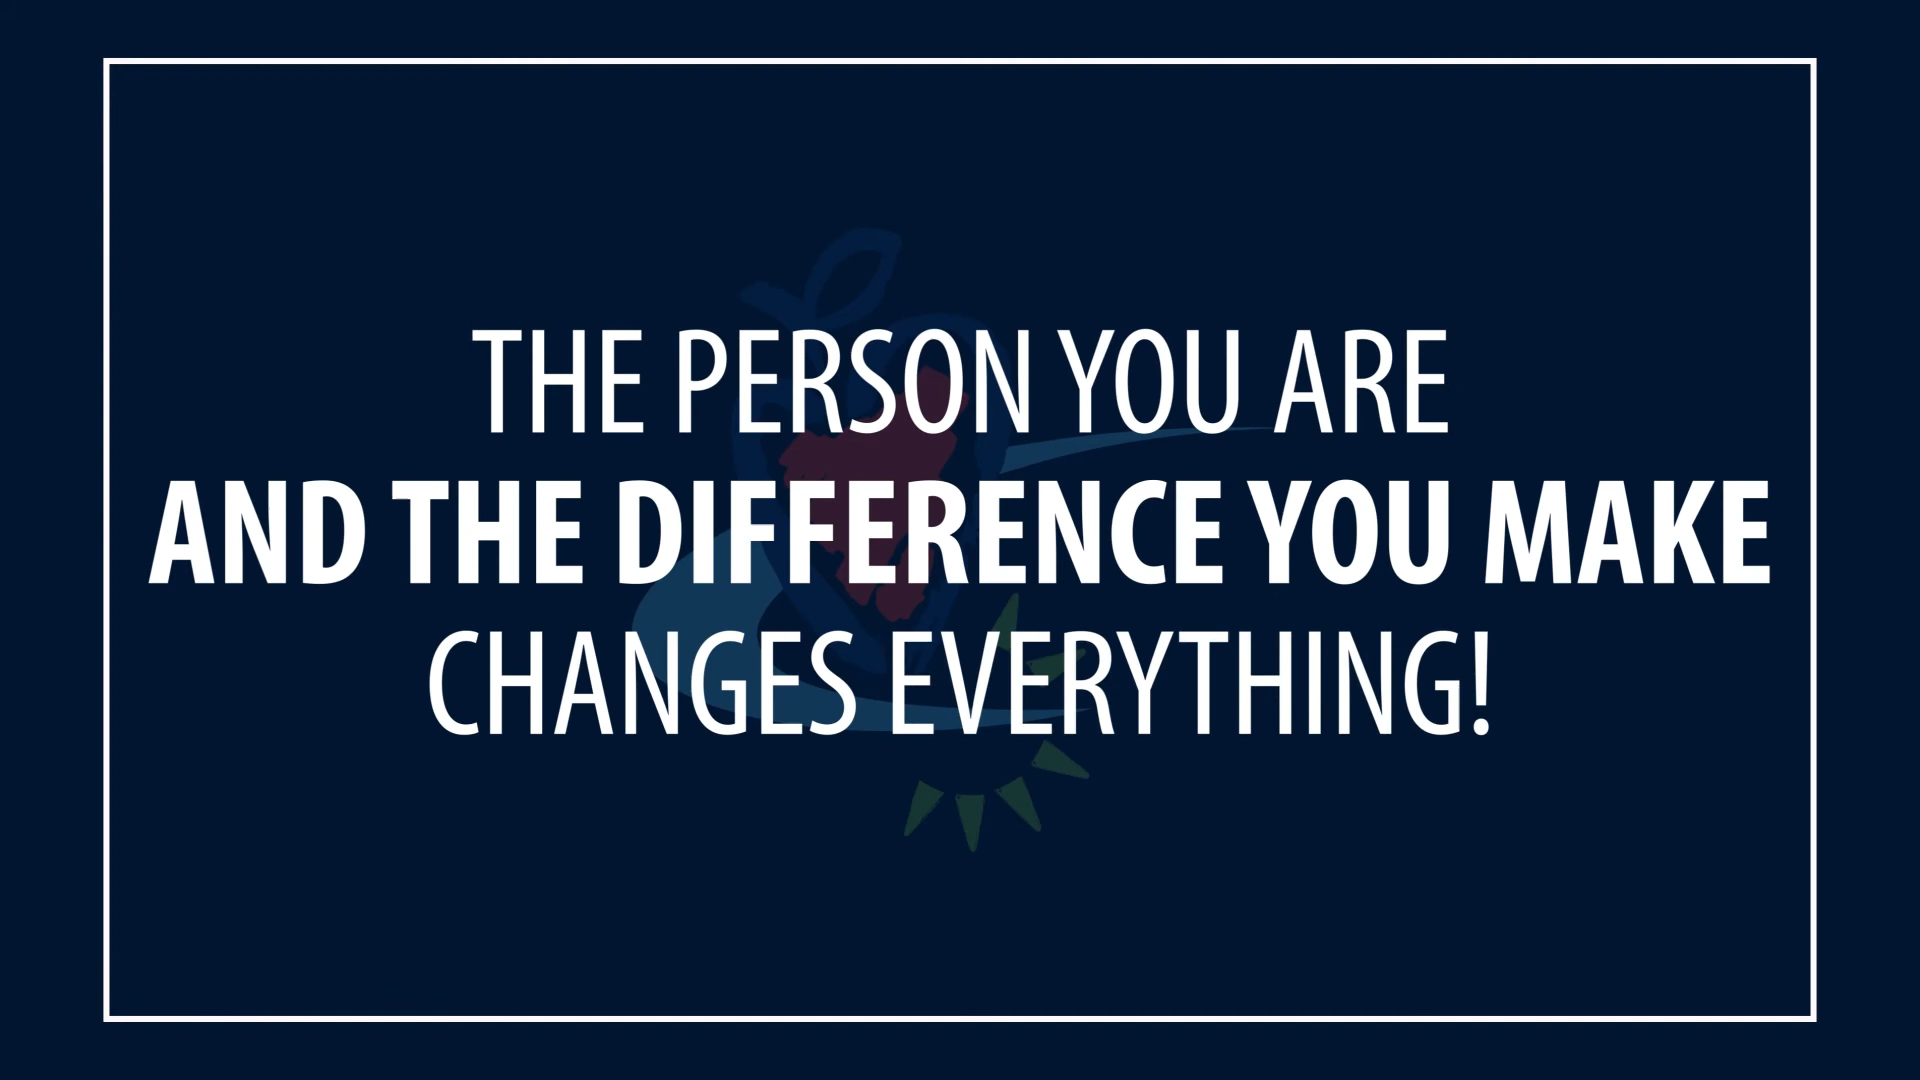 THE PERSON YOU ARE
AND THE DIFFERENCE YOU MAKE
CHANGES EVERYTHING!